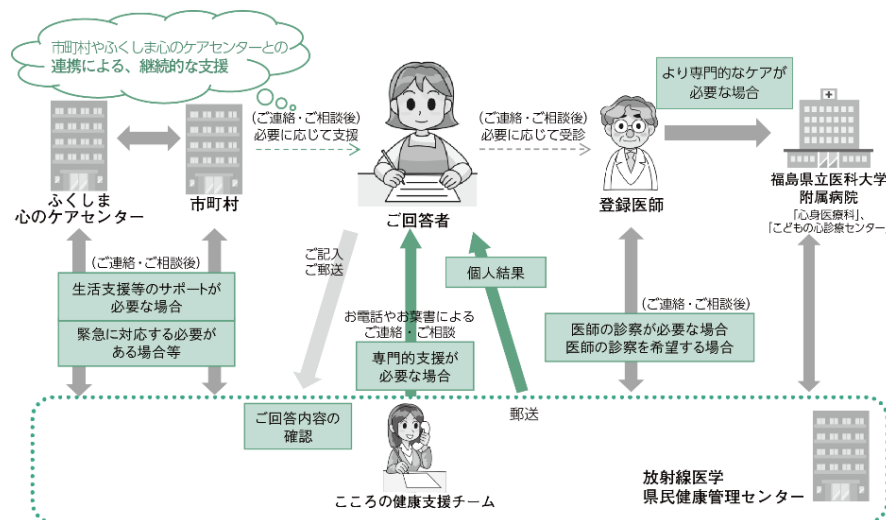 市町村やふくしま心のケアセンターとの
連携による、継続的な支援
ふくしま
心のケアセンター
市町村
(ご連絡・ご相談後)
必要に応じて支援
ご回答者
(ご連絡・ご相談後)
必要に応じて受診
登録医師
より専門的なケアが
必要な場合
福島県立医科大学
附属病院
「心身医療科」、
「こどもの心診療センター」
(ご連絡・ご相談後)
生活支援等のサポートが
必要な場合
緊急に対応する必要が
ある場合等
ご記入
ご郵送
お電話やお葉書による
ご連絡・ご相談
専門的支援が
必要な場合
個人結果
郵送
(ご連絡・ご相談後)
医師の診察が必要な場合
医師の診察を希望する場合
ご回答内容の
確認
こころの健康支援チーム
放射線医学
県民健康管理センター